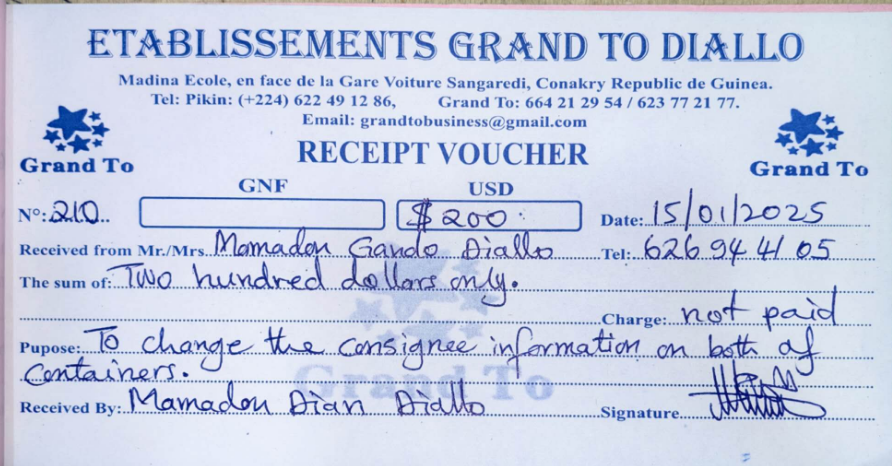 ETABLISSEMENTS GRAND TO DIALLO
Madina Ecole, en face de la Gare Voiture Sangaredi, Conakry Republic de Guinea.
Tel: Pikin: (+224) 622 49 12 86, Grand To: 664 21 29 54 / 623 77 21 77.
Email: grandtobusiness@gmail.com
Grand To
RECEIPT VOUCHER
Grand To
GNF USD
N°: 210 $ 200 Date: 15/01/2025
Received from Mr./Mrs. Mamadou Gando Diallo Tel: 626 94 41 05
The sum of: Two hundred dollars only.
Charge: not paid
Pupose: To change the consignee information on both of
containers.
Grand To
Received By: Mamadou Dian Diallo Signature